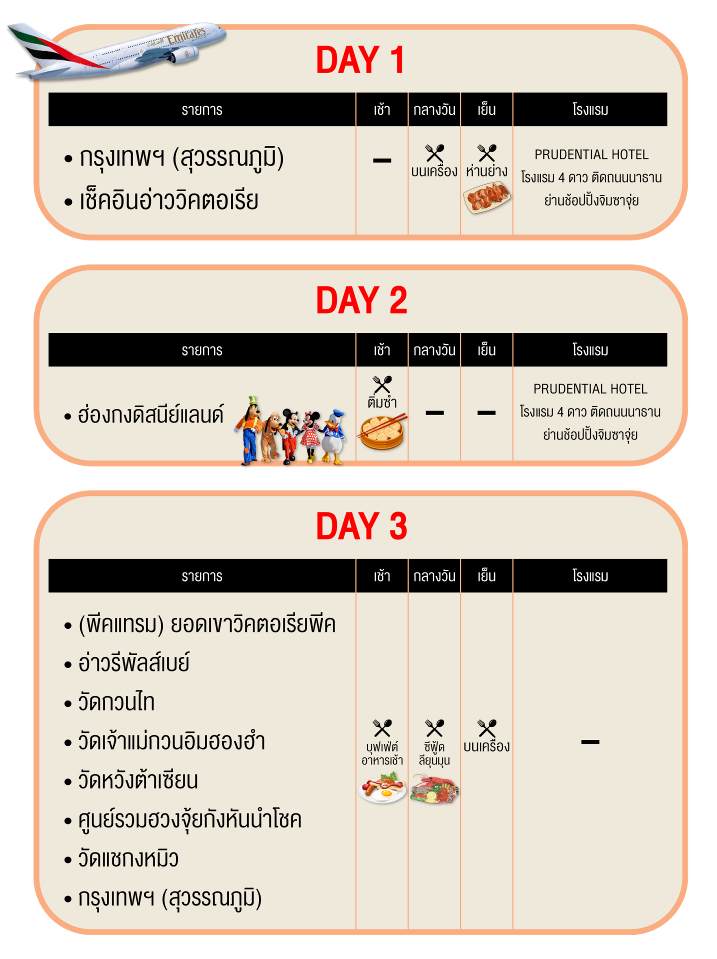 Emirates
DAY 1
รายการ เช้า กลางวัน เย็น โรงแรม
• กรุงเทพฯ (สุวรรณภูมิ)
• เช็คอินอ่าววิคตอเรีย
–
บนเครื่อง
ห่านย่าง
PRUDENTIAL HOTEL
โรงแรม 4 ดาว ติดถนนนาธาน
ย่านช้อปปิ้งจิมซาจุ่ย
DAY 2
รายการ เช้า กลางวัน เย็น โรงแรม
• ฮ่องกงดิสนีย์แลนด์
ติ่มซำ
–
–
PRUDENTIAL HOTEL
โรงแรม 4 ดาว ติดถนนนาธาน
ย่านช้อปปิ้งจิมซาจุ่ย
DAY 3
รายการ เช้า กลางวัน เย็น โรงแรม
• (พีคแทรม) ยอดเขาวิคตอเรียพีค
• อ่าวรีพัลส์เบย์
• วัดกวนไท
• วัดเจ้าแม่กวนอิมฮองฮำ
• วัดหวังต้าเซียน
• ศูนย์รวมฮวงจุ้ยกังหันนำโชค
• วัดแชกงหมิว
• กรุงเทพฯ (สุวรรณภูมิ)
บุฟเฟ่ต์
อาหารเช้า
ซีฟู้ด
ลียุนมุน
บนเครื่อง
–